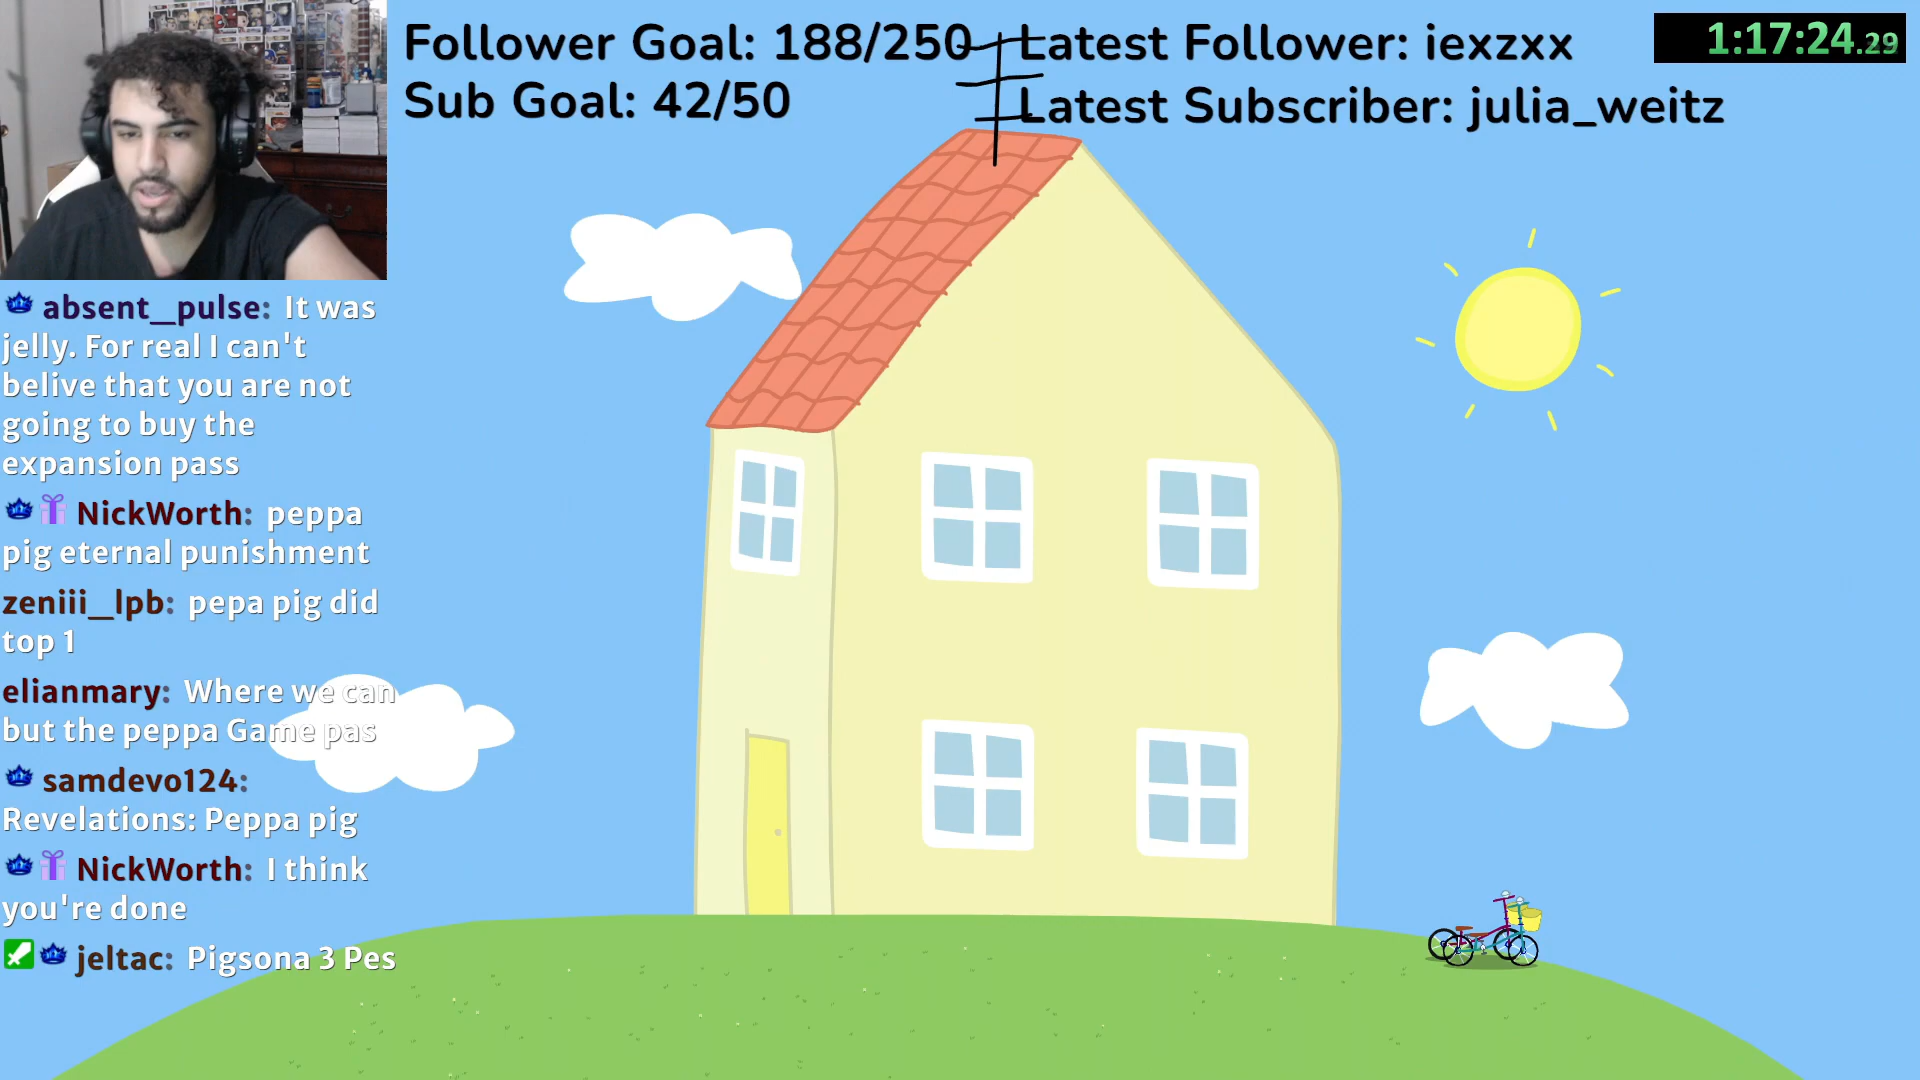 Follower Goal: 188/250
Latest Follower: iexzxx
1:17:24.29
Sub Goal: 42/50
Latest Subscriber: julia_weitz
absent_pulse: It was
jelly. For real I can't
belive that you are not
going to buy the
expansion pass
NickWorth: peppa
pig eternal punishment
zeniii_lpb: pepa pig did
top 1
elianmary: Where we can
but the peppa Game pas
samdevo124:
Revelations: Peppa pig
NickWorth: I think
you're done
jeltac: Pigsona 3 Pes